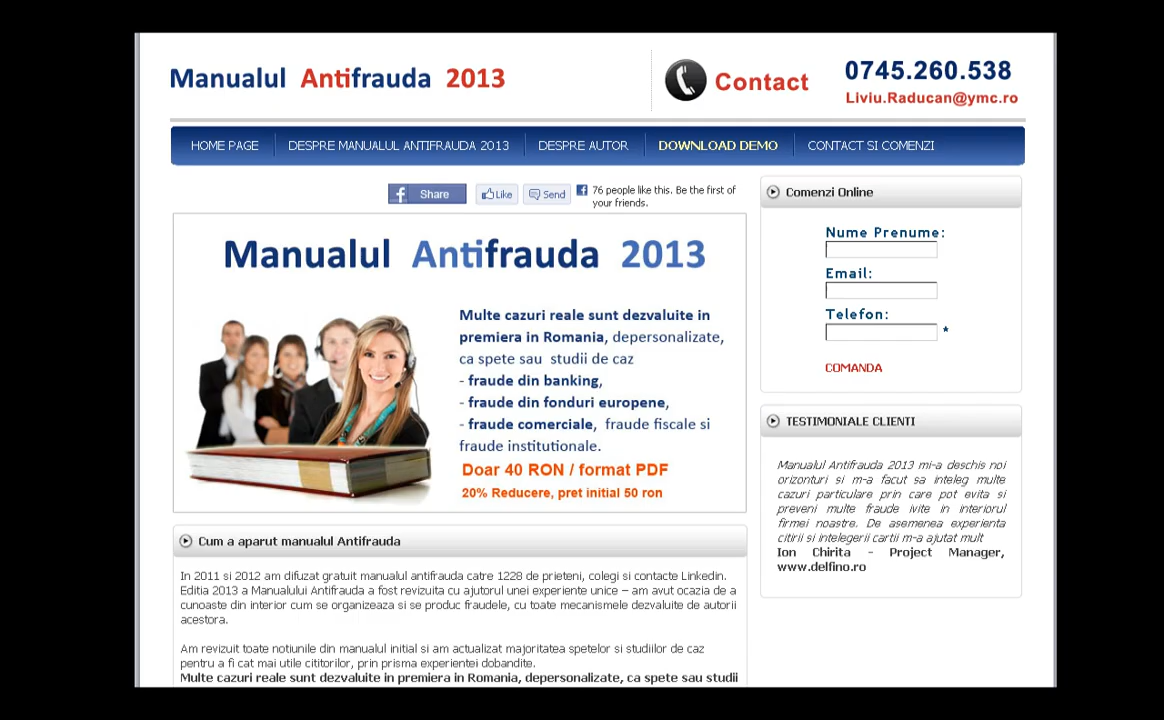 Manualul Antifrauda 2013
Contact
0745.260.538
Liviu.Raducan@ymc.ro
HOME PAGE
DESPRE MANUALUL ANTIFRAUDA 2013
DESPRE AUTOR
DOWNLOAD DEMO
CONTACT SI COMENZI
Share
Like
Send
76 people like this. Be the first of
your friends.
Manualul Antifrauda 2013
Multe cazuri reale sunt dezvaluite in
premiera in Romania, depersonalizate,
ca spete sau studii de caz
- fraude din banking,
- fraude din fonduri europene,
- fraude comerciale, fraude fiscale si
fraude institutionale.
Doar 40 RON / format PDF
20% Reducere, pret initial 50 ron
Cum a aparut manualul Antifrauda
In 2011 si 2012 am difuzat gratuit manualul antifrauda catre 1228 de prieteni, colegi si contacte Linkedin.
Editia 2013 a Manualului Antifrauda a fost revizuita cu ajutorul unei experiente unice – am avut ocazia de a
cunoaste din interior cum se organizeaza si se produc fraudele, cu toate mecanismele dezvaluite de autorii
acestora.
Am revizuit toate notiunile din manualul initial si am actualizat majoritatea spetelor si studiilor de caz
pentru a fi cat mai utile cititorilor, prin prisma experientei dobandite.
Multe cazuri reale sunt dezvaluite in premiera in Romania, depersonalizate, ca spete sau studii
Comenzi Online
Nume Prenume:
Email:
Telefon:
*
COMANDA
TESTIMONIALE CLIENTI
Manualul Antifrauda 2013 mi-a deschis noi
orizonturi si m-a facut sa inteleg multe
cazuri particulare prin care pot evita si
preveni multe fraude ivite in interiorul
firmei noastre. De asemenea experienta
citirii si intelegerii cartii m-a ajutat mult
Ion Chirita - Project Manager,
www.delfino.ro